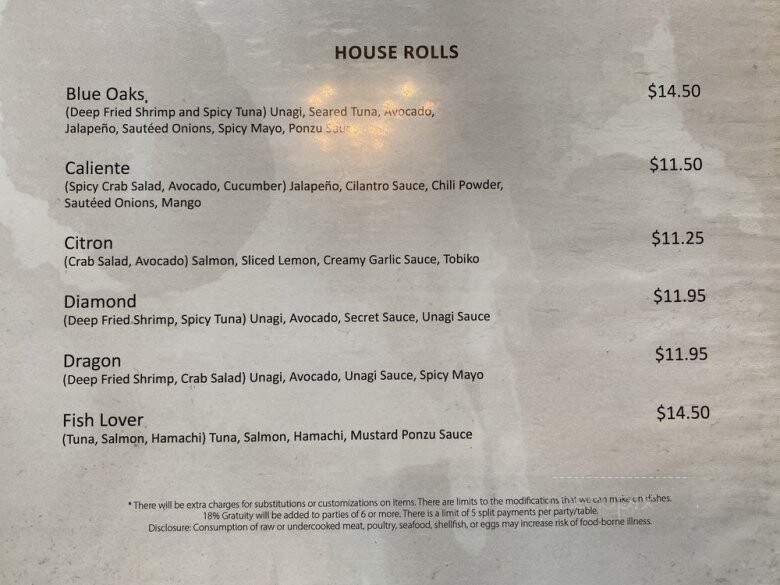 HOUSE ROLLS
Blue Oaks $14.50
(Deep Fried Shrimp and Spicy Tuna) Unagi, Seared Tuna, Avocado,
Jalapeño, Sautéed Onions, Spicy Mayo, Ponzu Sauce
Caliente $11.50
(Spicy Crab Salad, Avocado, Cucumber) Jalapeño, Cilantro Sauce, Chili Powder,
Sautéed Onions, Mango
Citron $11.25
(Crab Salad, Avocado) Salmon, Sliced Lemon, Creamy Garlic Sauce, Tobiko
Diamond $11.95
(Deep Fried Shrimp, Spicy Tuna) Unagi, Avocado, Secret Sauce, Unagi Sauce
Dragon $11.95
(Deep Fried Shrimp, Crab Salad) Unagi, Avocado, Unagi Sauce, Spicy Mayo
Fish Lover $14.50
(Tuna, Salmon, Hamachi) Tuna, Salmon, Hamachi, Mustard Ponzu Sauce
* There will be extra charges for substitutions or customizations on items. There are limits to the modifications that we can make on dishes.
18% Gratuity will be added to parties of 6 or more. There is a limit of 5 split payments per party/table.
Disclosure: Consumption of raw or undercooked meat, poultry, seafood, shellfish, or eggs may increase risk of food-borne illness.